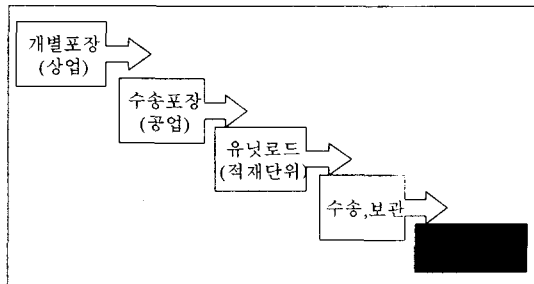 개별포장
(상업)
수송포장
(공업)
유닛로드
(적재단위)
수송,보관